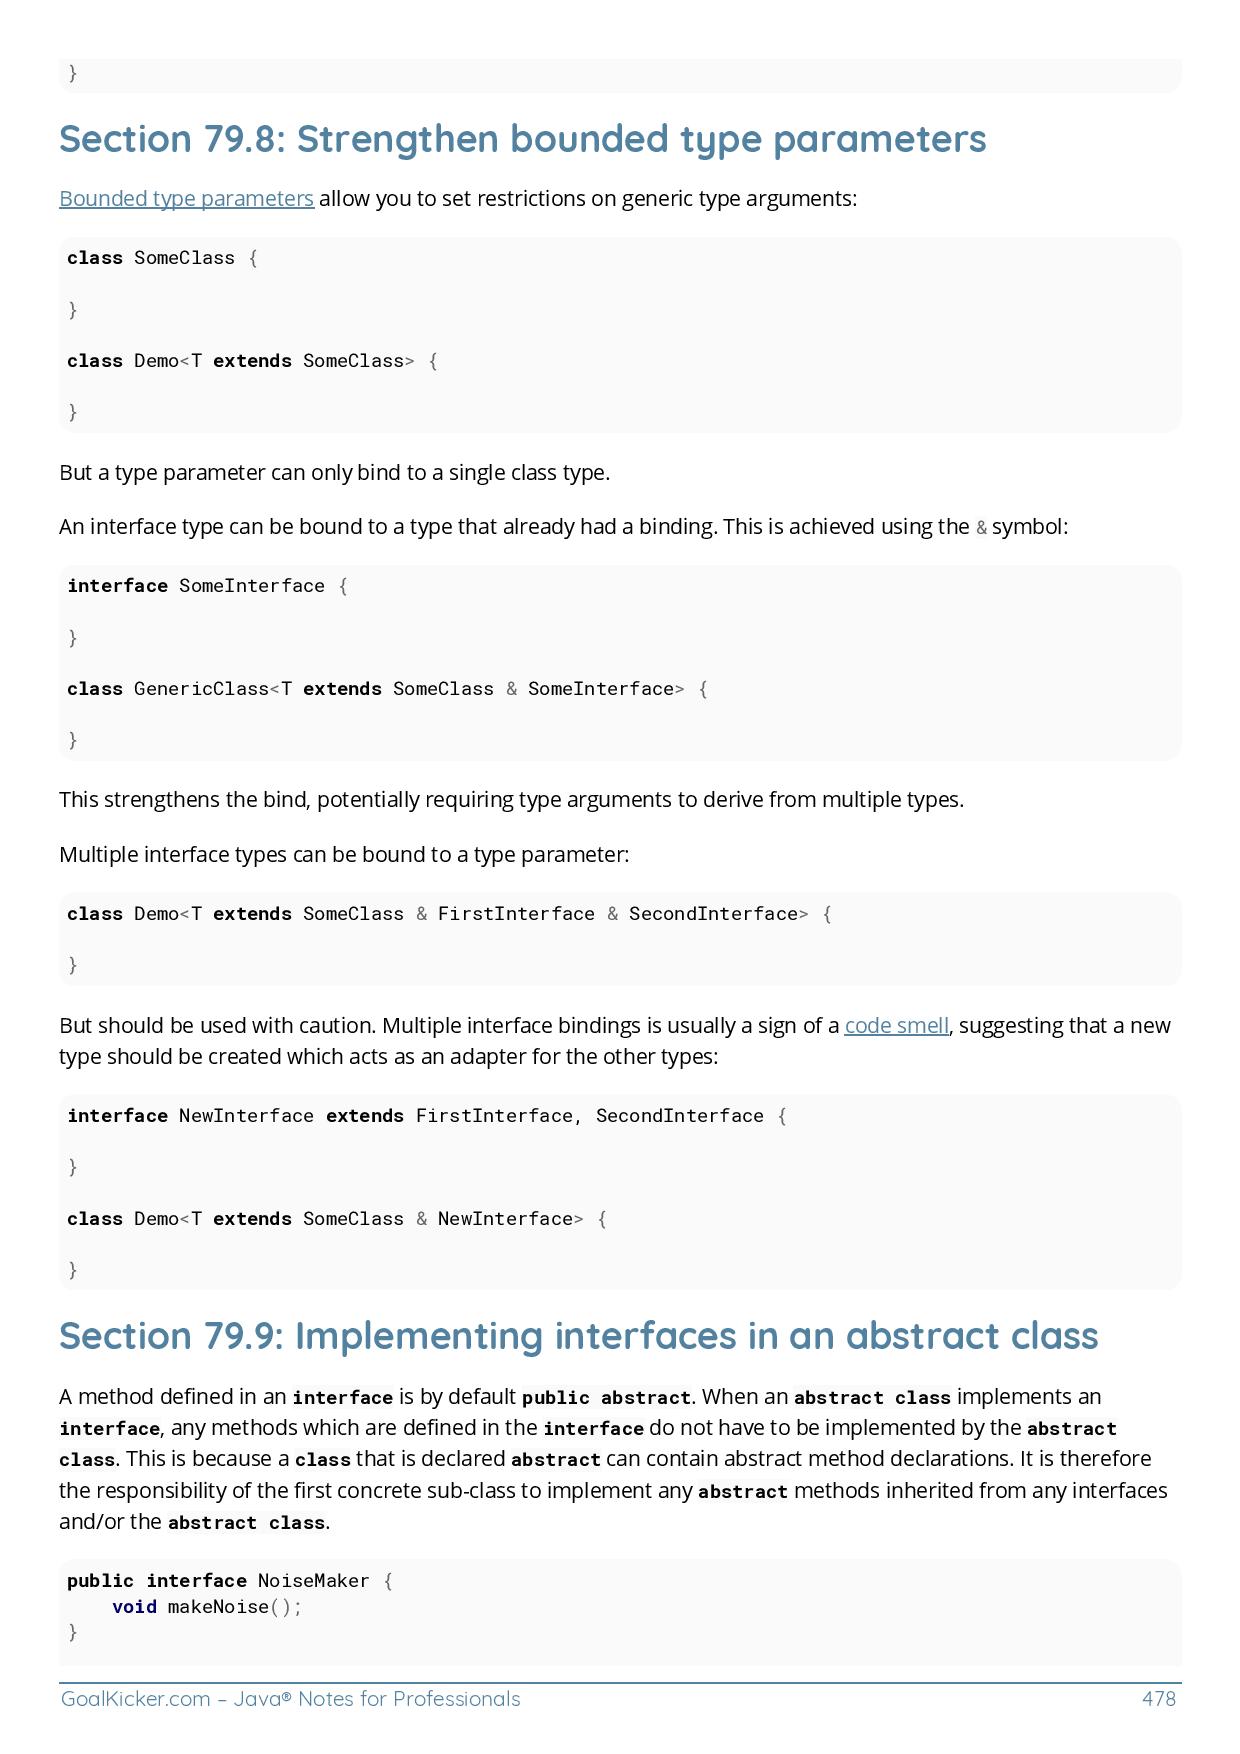 }
Section 79.8: Strengthen bounded type parameters
Bounded type parameters allow you to set restrictions on generic type arguments:
class SomeClass {
}
class Demo<T extends SomeClass> {
}
But a type parameter can only bind to a single class type.
An interface type can be bound to a type that already had a binding. This is achieved using the & symbol:
interface SomeInterface {
}
class GenericClass<T extends SomeClass & SomeInterface> {
}
This strengthens the bind, potentially requiring type arguments to derive from multiple types.
Multiple interface types can be bound to a type parameter:
class Demo<T extends SomeClass & FirstInterface & SecondInterface> {
}
But should be used with caution. Multiple interface bindings is usually a sign of a code smell, suggesting that a new
type should be created which acts as an adapter for the other types:
interface NewInterface extends FirstInterface, SecondInterface {
}
class Demo<T extends SomeClass & NewInterface> {
}
Section 79.9: Implementing interfaces in an abstract class
A method defined in an interface is by default public abstract. When an abstract class implements an
interface, any methods which are defined in the interface do not have to be implemented by the abstract
class. This is because a class that is declared abstract can contain abstract method declarations. It is therefore
the responsibility of the first concrete sub-class to implement any abstract methods inherited from any interfaces
and/or the abstract class.
public interface NoiseMaker {
    void makeNoise();
}
GoalKicker.com – Java® Notes for Professionals 478